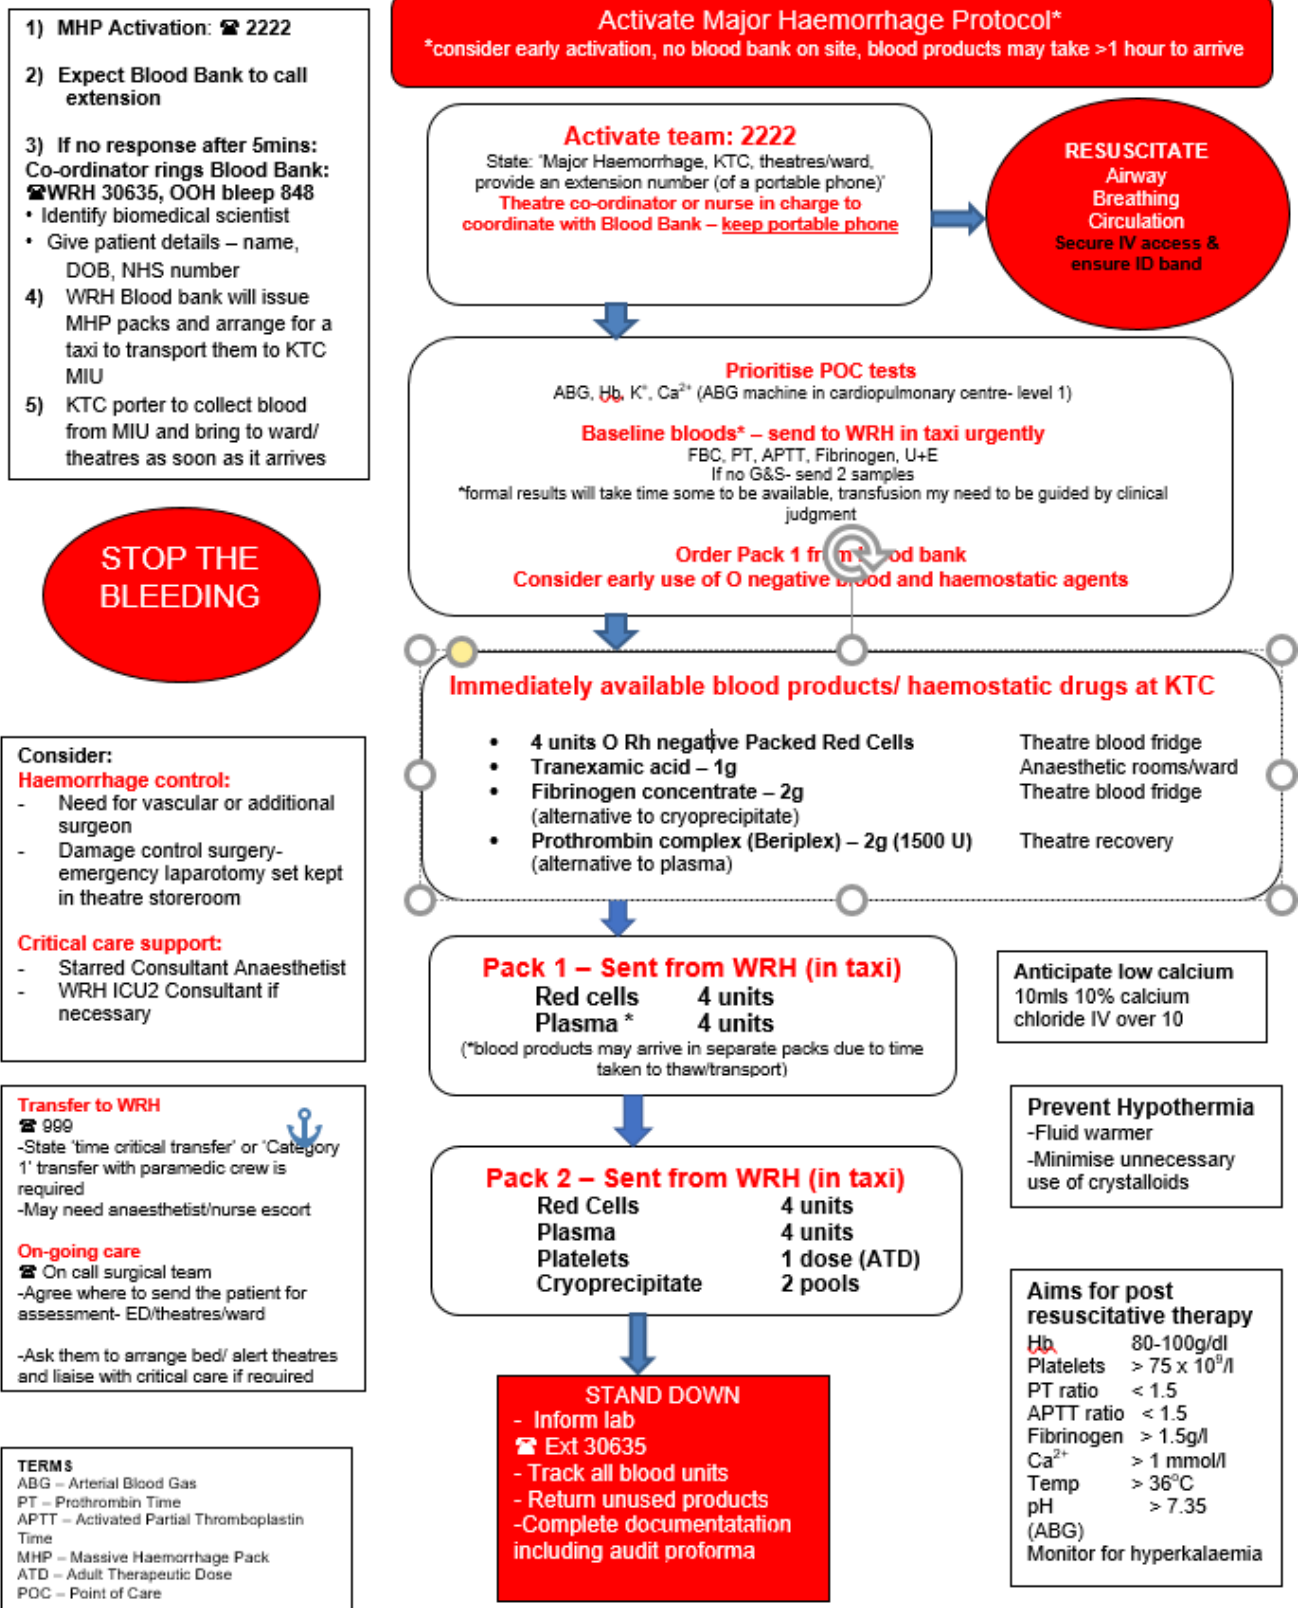 1) MHP Activation: ☎ 2222
2) Expect Blood Bank to call
extension
3) If no response after 5mins:
Co-ordinator rings Blood Bank:
☎WRH 30635, OOH bleep 848
• Identify biomedical scientist
• Give patient details – name,
DOB, NHS number
4) WRH Blood bank will issue
MHP packs and arrange for a
taxi to transport them to KTC
MIU
5) KTC porter to collect blood
from MIU and bring to ward/
theatres as soon as it arrives
Activate Major Haemorrhage Protocol*
*consider early activation, no blood bank on site, blood products may take >1 hour to arrive
Activate team: 2222
State: 'Major Haemorrhage, KTC, theatres/ward,
provide an extension number (of a portable phone)'
Theatre co-ordinator or nurse in charge to
coordinate with Blood Bank – keep portable phone
RESUSCITATE
Airway
Breathing
Circulation
Secure IV access &
ensure ID band
Prioritise POC tests
ABG, Hb, K⁺, Ca²⁺ (ABG machine in cardiopulmonary centre- level 1)
Baseline bloods* – send to WRH in taxi urgently
FBC, PT, APTT, Fibrinogen, U+E
If no G&S- send 2 samples
*formal results will take time some to be available, transfusion my need to be guided by clinical
judgment
Order Pack 1 from blood bank
Consider early use of O negative blood and haemostatic agents
STOP THE
BLEEDING
Immediately available blood products/ haemostatic drugs at KTC
• 4 units O Rh negative Packed Red Cells Theatre blood fridge
• Tranexamic acid – 1g Anaesthetic rooms/ward
• Fibrinogen concentrate – 2g Theatre blood fridge
(alternative to cryoprecipitate)
• Prothrombin complex (Beriplex) – 2g (1500 U) Theatre recovery
(alternative to plasma)
Consider:
Haemorrhage control:
- Need for vascular or additional
surgeon
- Damage control surgery-
emergency laparotomy set kept
in theatre storeroom
Critical care support:
- Starred Consultant Anaesthetist
- WRH ICU2 Consultant if
necessary
Pack 1 – Sent from WRH (in taxi)
Red cells 4 units
Plasma * 4 units
(*blood products may arrive in separate packs due to time
taken to thaw/transport)
Anticipate low calcium
10mls 10% calcium
chloride IV over 10
Transfer to WRH
☎ 999
-State 'time critical transfer' or 'Category
1' transfer with paramedic crew is
required
-May need anaesthetist/nurse escort
On-going care
☎ On call surgical team
-Agree where to send the patient for
assessment- ED/theatres/ward
-Ask them to arrange bed/ alert theatres
and liaise with critical care if required
Pack 2 – Sent from WRH (in taxi)
Red Cells 4 units
Plasma 4 units
Platelets 1 dose (ATD)
Cryoprecipitate 2 pools
Prevent Hypothermia
-Fluid warmer
-Minimise unnecessary
use of crystalloids
Aims for post
resuscitative therapy
Hb 80-100g/dl
Platelets > 75 x 10⁹/l
PT ratio < 1.5
APTT ratio < 1.5
Fibrinogen > 1.5g/l
Ca²⁺ > 1 mmol/l
Temp > 36°C
pH > 7.35
(ABG)
Monitor for hyperkalaemia
STAND DOWN
- Inform lab
☎ Ext 30635
- Track all blood units
- Return unused products
-Complete documentatation
including audit proforma
TERMS
ABG – Arterial Blood Gas
PT – Prothrombin Time
APTT – Activated Partial Thromboplastin
Time
MHP – Massive Haemorrhage Pack
ATD – Adult Therapeutic Dose
POC – Point of Care